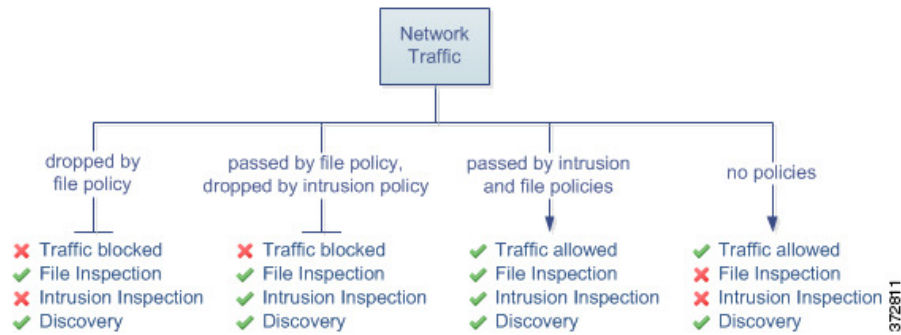 Network
Traffic
dropped by
file policy
passed by file policy,
dropped by intrusion policy
passed by intrusion
and file policies
no policies
Traffic blocked
File Inspection
Intrusion Inspection
Discovery
Traffic blocked
File Inspection
Intrusion Inspection
Discovery
Traffic allowed
File Inspection
Intrusion Inspection
Discovery
Traffic allowed
File Inspection
Intrusion Inspection
Discovery
372811